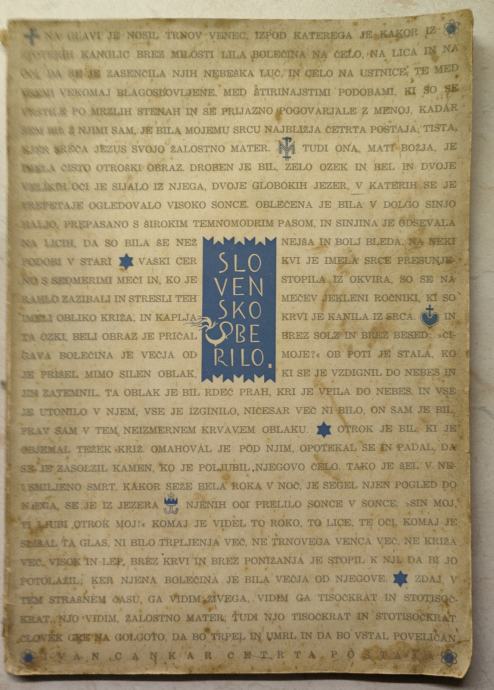 NA GLAVI JE NOSIL TRNOV VENEC, IZPOD KATEREGA JE KAKOR IZ
KANGLIC BREZ MILOSTI LILA BOLEČINA NA ČELO, NA LICA IN NA
OČI, DA SE JE ZASENČILA NJIH NEBEŠKA LUČ, IN CELO NA USTNICE, TE MED
VSEMI VEKOMAJ BLAGOSLOVLJENE. MED ŠTIRINAJSTIMI PODOBAMI, KI SO SE
VRSTILE PO MRZLIH STENAH IN SE PRIJAZNO POGOVARJALE Z MENOJ, KADAR
SEM BIL Z NJIMI SAM, JE BILA MOJEMU SRCU NAJBLIŽJA ČETRTA POSTAJA, TISTA,
KJER SREČA JEZUS SVOJO ŽALOSTNO MATER. TUDI ONA, MATI BOŽJA, JE
IMELA ČISTO OTROŠKI OBRAZ. DROBEN JE BIL, ZELO OZEK IN BEL IN DVOJE
VELIKIH OČI JE SIJALO IZ NJEGA, DVOJE GLOBOKIH JEZER, V KATERIH SE JE
TREPETAJE OGLEDOVALO VISOKO SONCE. OBLEČENA JE BILA V DOLGO SINJO
HALJO, PREPASANO S ŠIROKIM TEMNOMODRIM PASOM, IN SINJINA JE ODSEVALA
NA LICIH, DA SO BILA ŠE NEŽ NEJŠA IN BOLJ BLEDA. NA NEKI
PODOBI V STARI VAŠKI CER KVI JE IMELA SRCE PRESUNJE
NO S SEDMERIMI MEČI IN, KO JE STOPILA IZ OKVIRA, SO SE NA
RAHLO ZAZIBALI IN STRESLI TEH MEČEV JEKLENI ROČNIKI, KI SO
IMELI OBLIKO KRIŽA, IN KAPLJA KRVI JE KANILA IZ SRCA. IN
TA OZKI, BELI OBRAZ JE PRIČAL BREZ SOLZ IN BREZ BESED: »ČI-
GAVA BOLEČINA JE VEČJA OD MOJE?« OB POTI JE STALA, KO
JE PRIŠEL MIMO SILEN OBLAK, KI SE JE VZDIGNIL DO NEBES IN
JIH ZATEMNIL. TA OBLAK JE BIL RDEČ PRAH, KRI JE VPILA DO NEBES, IN VSE
JE UTONILO V NJEM, VSE JE IZGINILO, NIČESAR VEČ NI BILO, ON SAM JE BIL
PRAV SAM V TEM NEIZMERNEM KRVAVEM OBLAKU. OTROK JE BIL, KI JE
OBJEMAL TEŽEK KRIŽ, OMAHOVAL JE POD NJIM, OPOTEKAL SE IN PADAL, DA
SE JE ZASOLZIL KAMEN, KO JE POLJUBIL NJEGOVO ČELO. TAKO JE ŠEL V NE-
USMILJENO SMRT. KAKOR SEŽE BELA ROKA V NOČ, JE SEGEL NJEN POGLED DO
NJEGA, SE JE IZ JEZERA NJENIH OČI PRELILO SONCE V SONCE. »SIN MOJ,
TI LJUBI OTROK MOJ!« KOMAJ JE VIDEL TO ROKO, TO LICE, TE OČI, KOMAJ JE
SLIŠAL TA GLAS, NI BILO TRPLJENJA VEČ, NE TRNOVEGA VENCA VEČ, NE KRIŽA
VEČ, VISOK IN LEP, BREZ KRVI IN BREZ PONIŽANJA JE STOPIL K NJI, DA BI JO
POTOLAŽIL, KER NJENA BOLEČINA JE BILA VEČJA OD NJEGOVE. ZDAJ, V
TEM STRAŠNEM ČASU, GA VIDIM ŽIVEGA, VIDIM GA TISOČKRAT IN STOTISOČ-
KRAT. NJO VIDIM, ŽALOSTNO MATER, TUDI NJO TISOČKRAT IN STOTISOČKRAT.
ČLOVEK GRE NA GOLGOTO, DA BO TRPEL IN UMRL IN DA BO VSTAL POVELIČAN.
IVAN CANKAR ČETRTA POSTAJA
SLO
VEN
SKO
BE
RILO.